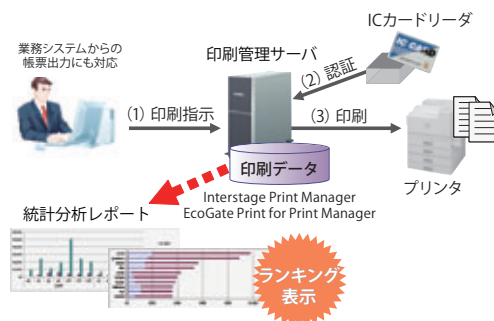 業務システムからの
帳票出力にも対応
印刷管理サーバ
ICカードリーダ
IC CARD
(1) 印刷指示
(2) 認証
(3) 印刷
印刷データ
プリンタ
Interstage Print Manager
EcoGate Print for Print Manager
統計分析レポート
ランキング
表示